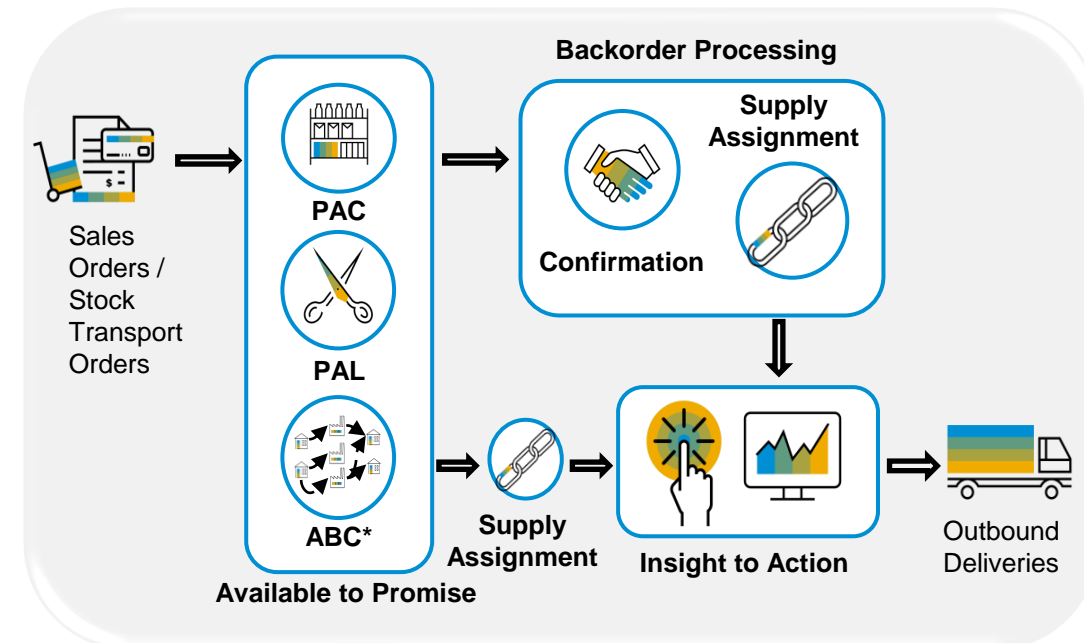 Backorder Processing
Supply
Assignment
PAC
Confirmation
Sales
Orders /
Stock
Transport
Orders
PAL
ABC*
Available to Promise
Supply
Assignment
Insight to Action
Outbound
Deliveries
$ =